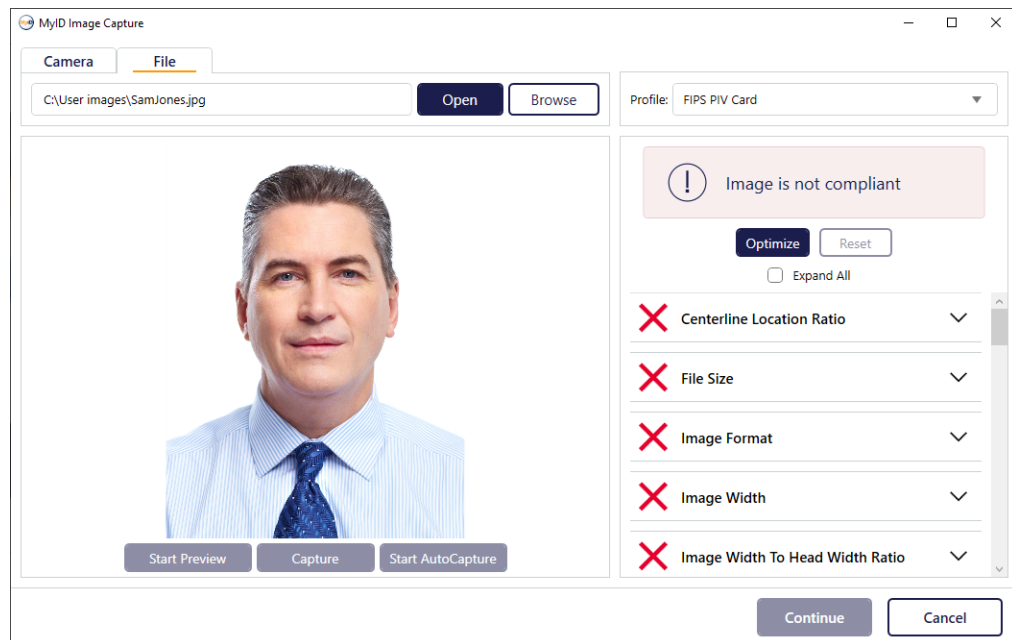 MyID Image Capture
Camera File
C:\User images\SamJones.jpg Open Browse Profile: FIPS PIV Card
! Image is not compliant
Optimize Reset
Expand All
Centerline Location Ratio
File Size
Image Format
Image Width
Image Width To Head Width Ratio
Start Preview Capture Start AutoCapture
Continue Cancel